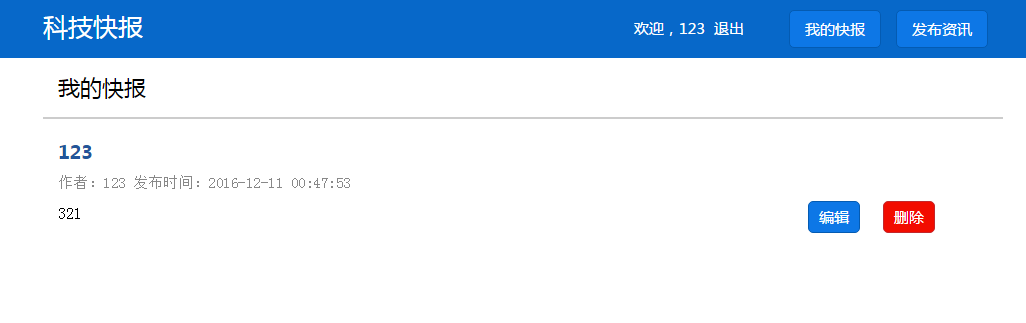 科技快报 欢迎，123 退出 我的快报 发布资讯
我的快报
123
作者：123 发布时间：2016-12-11 00:47:53
321 编辑 删除